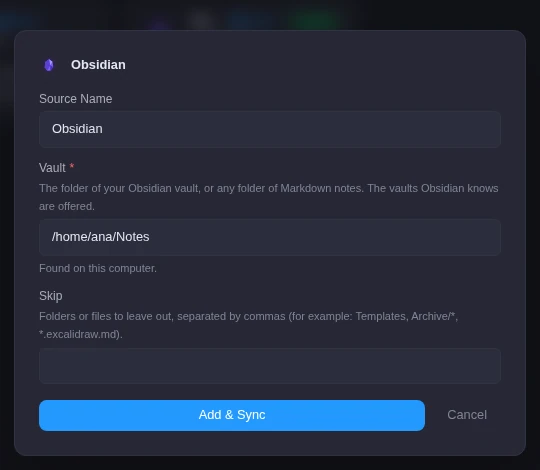 Obsidian
Source Name
Obsidian
Vault *
The folder of your Obsidian vault, or any folder of Markdown notes. The vaults Obsidian knows
are offered.
/home/ana/Notes
Found on this computer.
Skip
Folders or files to leave out, separated by commas (for example: Templates, Archive/*,
*.excalidraw.md).
Add & Sync
Cancel